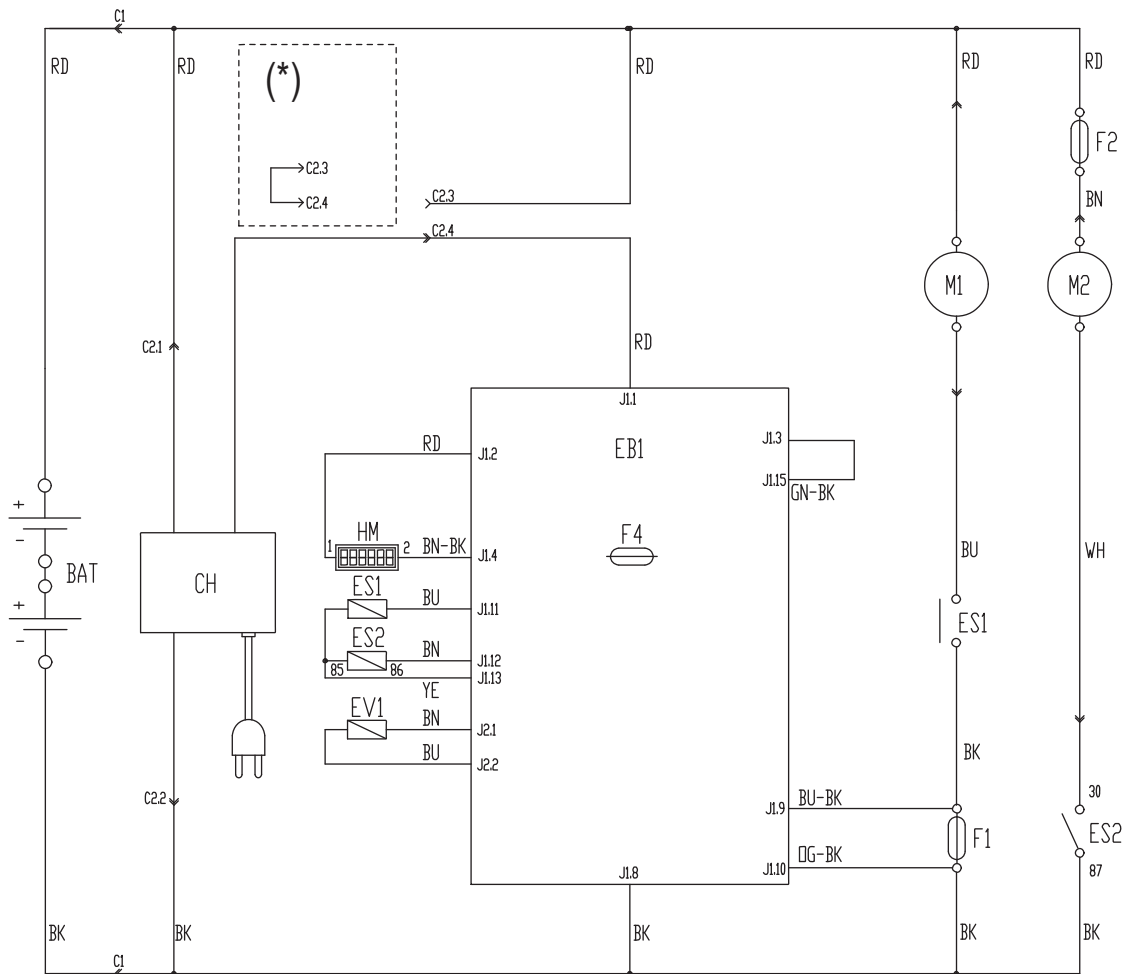 C1
RD RD RD RD RD
(*)
F2
C2.3
C2.4
C2.3
C2.4
BN
M1 M2
C2.1
RD
J1.1
EB1
RD J1.2
J1.3
J1.15
GN-BK
F4
+
-
BAT
+
-
CH
HM
1 2 BN-BK J1.4
BU WH
ES1
BU J1.11
ES1
ES2
BN J1.12
85 86 J1.13
YE
EV1
BN J2.1
BU J2.2
BK
C2.2
30
J1.9 BU-BK
F1
ES2
J1.10 OG-BK
87
J1.8
BK BK BK BK BK
C1